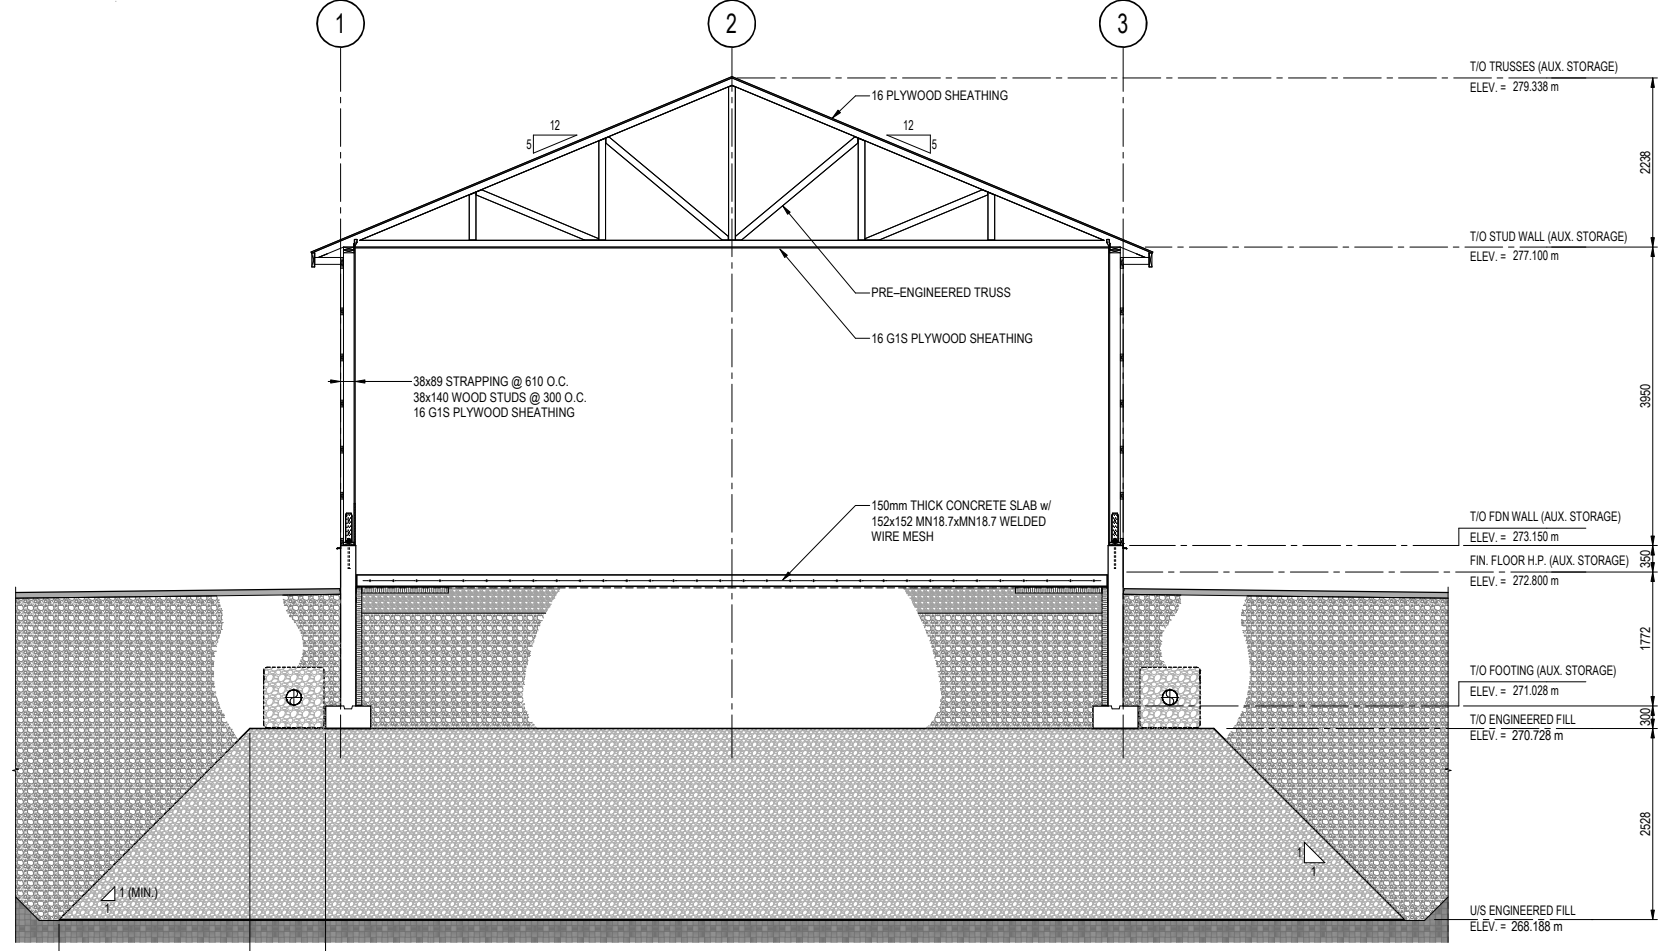 1
2
3
T/O TRUSSES (AUX. STORAGE)
ELEV. = 279.338 m
16 PLYWOOD SHEATHING
12
5
12
5
2238
T/O STUD WALL (AUX. STORAGE)
ELEV. = 277.100 m
PRE-ENGINEERED TRUSS
16 G1S PLYWOOD SHEATHING
38x89 STRAPPING @ 610 O.C.
38x140 WOOD STUDS @ 300 O.C.
16 G1S PLYWOOD SHEATHING
3950
150mm THICK CONCRETE SLAB w/
152x152 MN18.7xMN18.7 WELDED
WIRE MESH
T/O FDN WALL (AUX. STORAGE)
ELEV. = 273.150 m
350
FIN. FLOOR H.P. (AUX. STORAGE)
ELEV. = 272.800 m
1772
T/O FOOTING (AUX. STORAGE)
ELEV. = 271.028 m
300
T/O ENGINEERED FILL
ELEV. = 270.728 m
2528
1
1
1 (MIN.)
1
U/S ENGINEERED FILL
ELEV. = 268.188 m